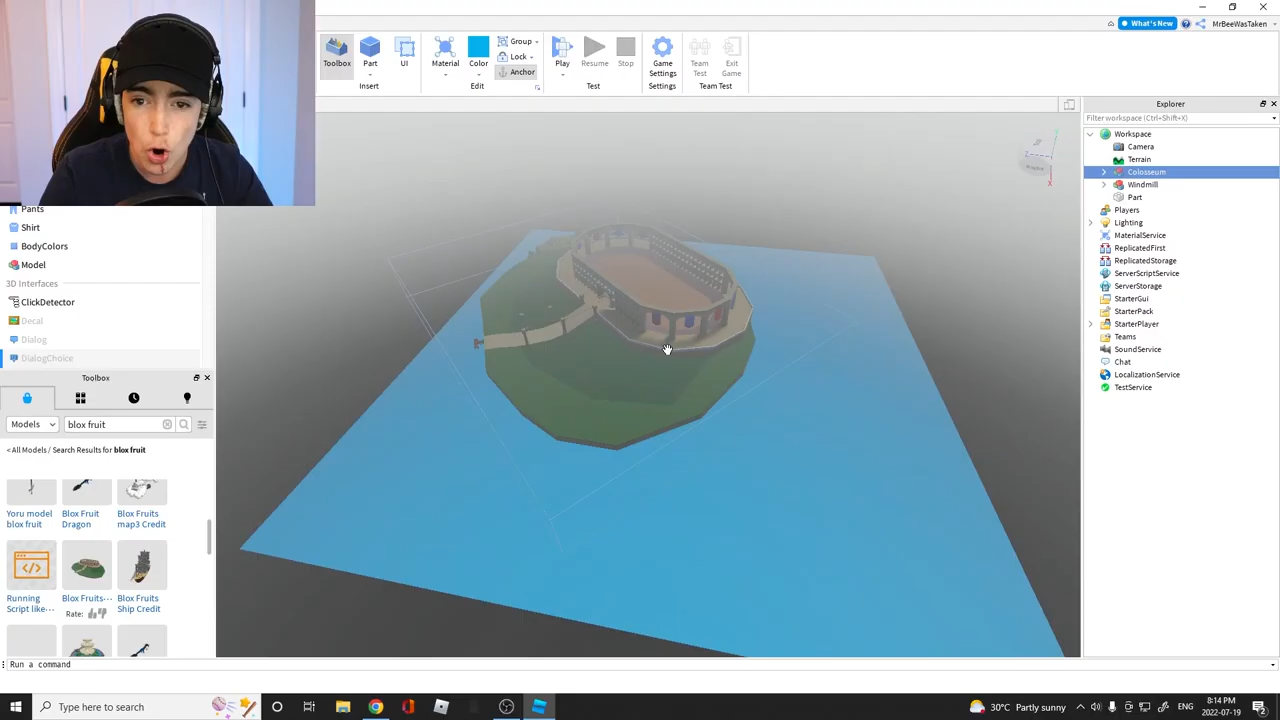 What's New
MrBeeWasTaken
Toolbox
Part
UI
Material
Color
Group
Lock
Anchor
Play
Resume
Stop
Game Settings
Team Test
Exit Game
Insert
Edit
Test
Settings
Team Test
Pants
Shirt
BodyColors
Model
3D Interfaces
ClickDetector
Decal
Dialog
DialogChoice
Toolbox
Models
blox fruit
< All Models / Search Results for blox fruit
Yoru model blox fruit
Blox Fruit Dragon
Blox Fruits map3 Credit
Running Script like...
Blox Fruits...
Rate:
Blox Fruits Ship Credit
Run a command
Explorer
Filter workspace (Ctrl+Shift+X)
Workspace
Camera
Terrain
Colosseum
Windmill
Part
Players
Lighting
MaterialService
ReplicatedFirst
ReplicatedStorage
ServerScriptService
ServerStorage
StarterGui
StarterPack
StarterPlayer
Teams
SoundService
Chat
LocalizationService
TestService
Type here to search
30°C Partly sunny
8:14 PM
2022-07-19
2